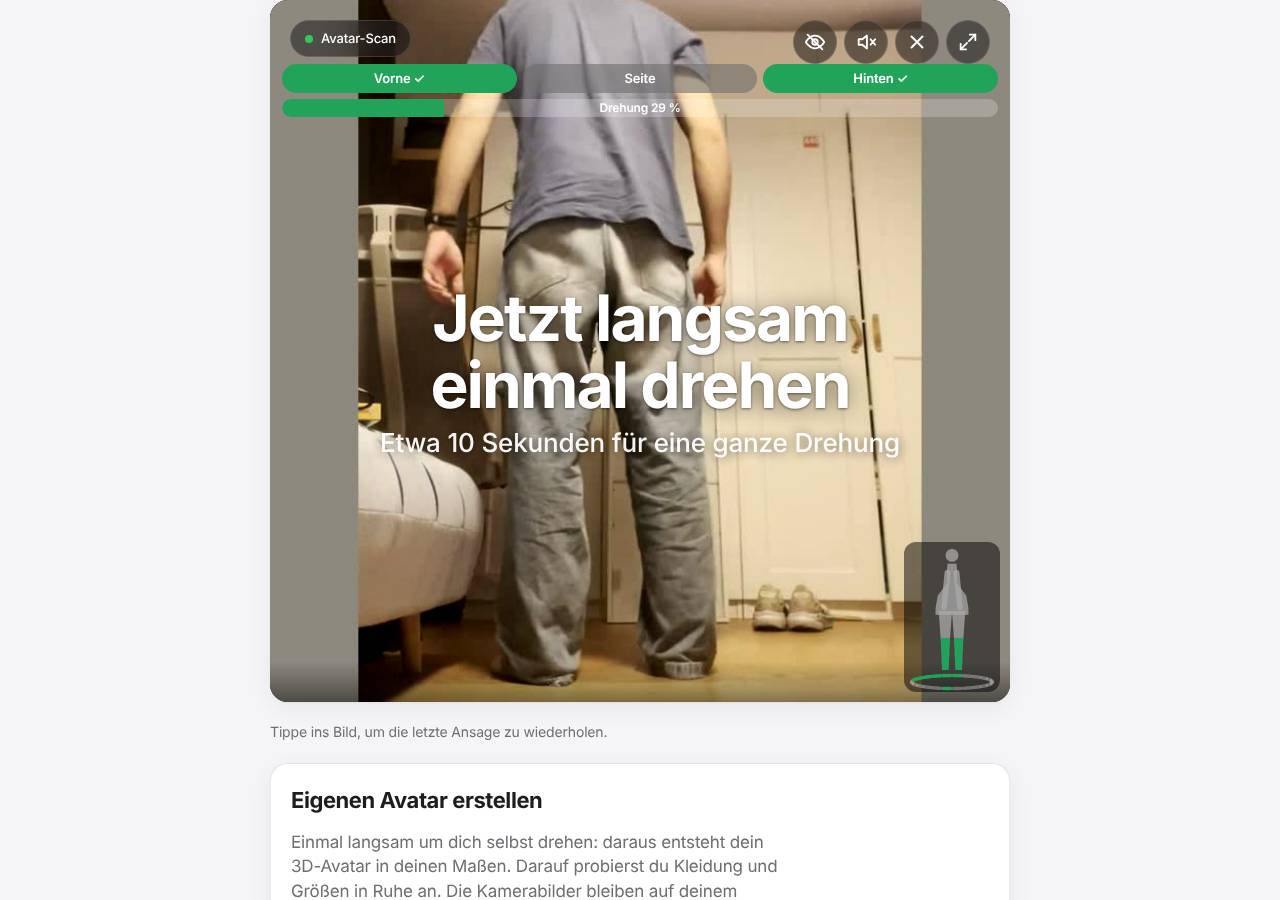 Avatar-Scan
Vorne ✓
Seite
Hinten ✓
Drehung 29 %
Jetzt langsam
einmal drehen
Etwa 10 Sekunden für eine ganze Drehung
Tippe ins Bild, um die letzte Ansage zu wiederholen.
Eigenen Avatar erstellen
Einmal langsam um dich selbst drehen: daraus entsteht dein
3D-Avatar in deinen Maßen. Darauf probierst du Kleidung und
Größen in Ruhe an. Die Kamerabilder bleiben auf deinem